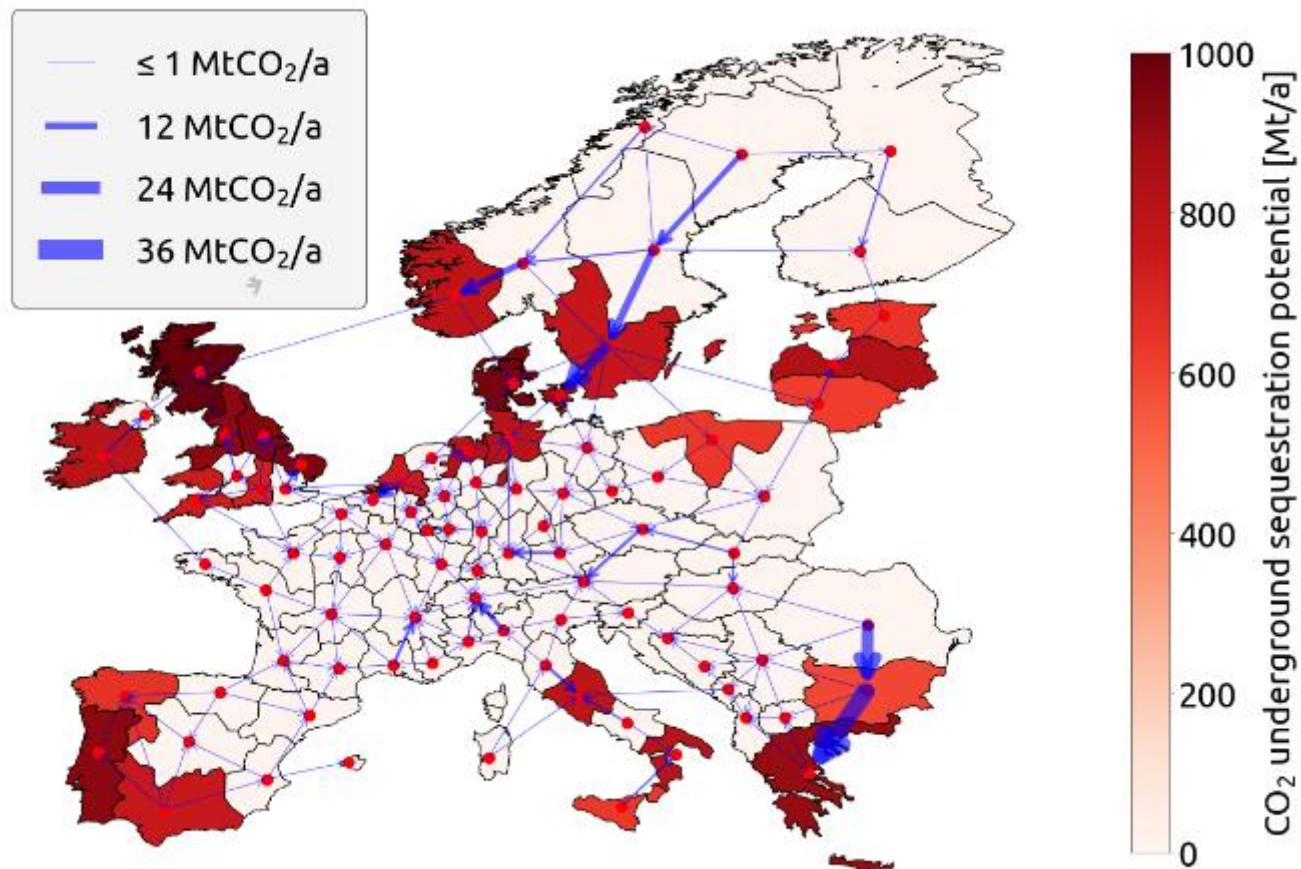 ≤ 1 MtCO₂/a
12 MtCO₂/a
24 MtCO₂/a
36 MtCO₂/a
1000
800
600
400
200
0
CO₂ underground sequestration potential [Mt/a]